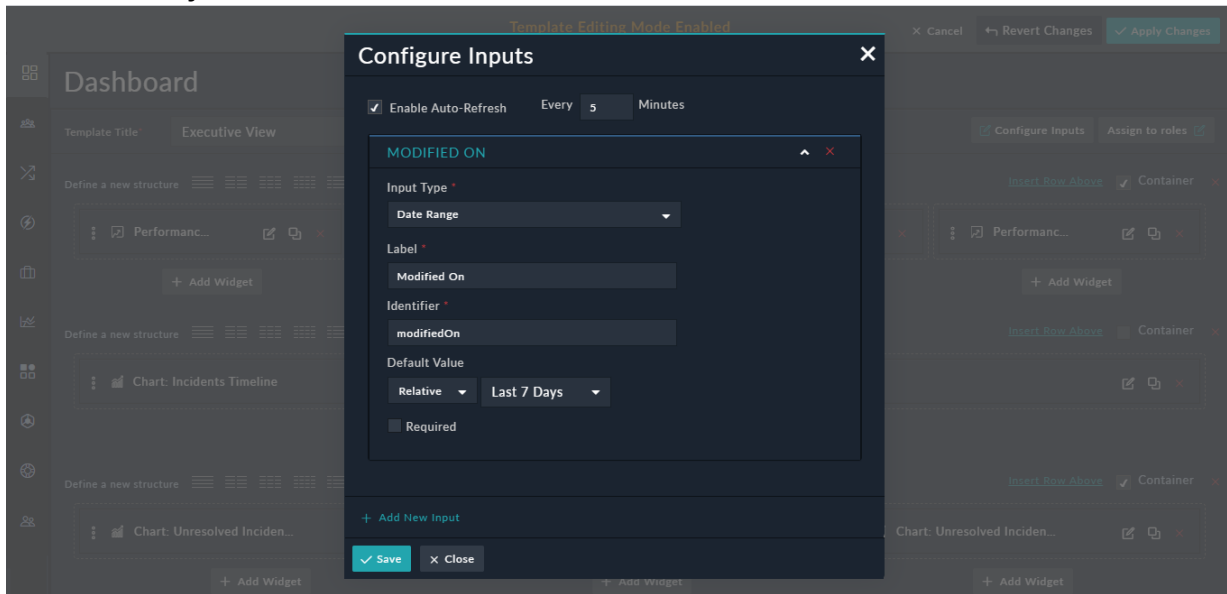 Template Editing Mode Enabled
× Cancel
Revert Changes
Apply Changes
Configure Inputs
Dashboard
Enable Auto-Refresh Every 5 Minutes
Template Title* Executive View
Configure Inputs
Assign to roles
MODIFIED ON
Define a new structure
Insert Row Above
Container
Input Type *
Date Range
Performanc...
Performanc...
Label *
Modified On
+ Add Widget
+ Add Widget
Identifier *
modifiedOn
Define a new structure
Insert Row Above
Container
Default Value
Relative
Last 7 Days
Chart: Incidents Timeline
Required
Define a new structure
Insert Row Above
Container
+ Add New Input
Chart: Unresolved Inciden...
Chart: Unresolved Inciden...
Save
× Close
+ Add Widget
+ Add Widget
+ Add Widget